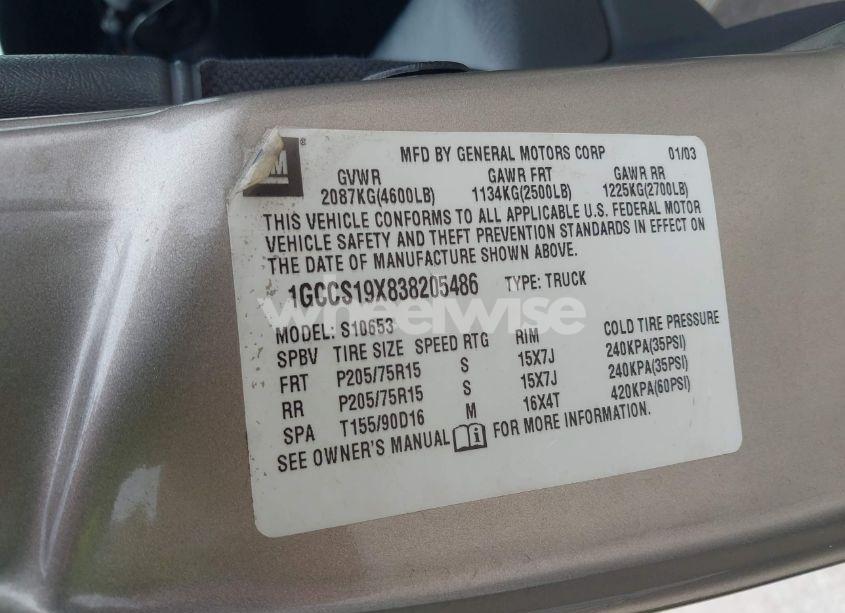 M ®
MFD BY GENERAL MOTORS CORP 01/03
GVWR GAWR FRT GAWR RR
2087KG(4600LB) 1134KG(2500LB) 1225KG(2700LB)
THIS VEHICLE CONFORMS TO ALL APPLICABLE U.S. FEDERAL MOTOR
VEHICLE SAFETY AND THEFT PREVENTION STANDARDS IN EFFECT ON
THE DATE OF MANUFACTURE SHOWN ABOVE.
1GCCS19X838205486 TYPE: TRUCK
wheelwise
MODEL: S10653
SPBV TIRE SIZE SPEED RTG RIM COLD TIRE PRESSURE
FRT P205/75R15 S 15X7J 240KPA(35PSI)
RR P205/75R15 S 15X7J 240KPA(35PSI)
SPA T155/90D16 M 16X4T 420KPA(60PSI)
SEE OWNER'S MANUAL i FOR MORE INFORMATION.